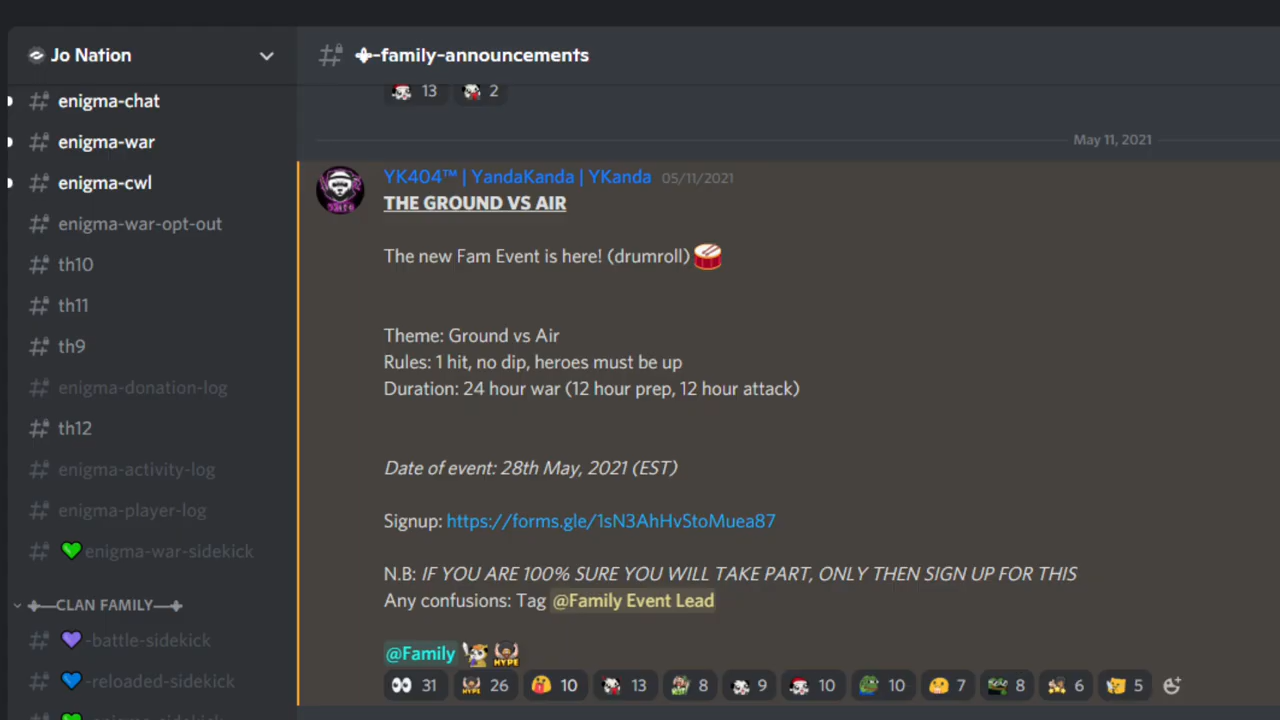 Jo Nation
enigma-chat
enigma-war
enigma-cwl
enigma-war-opt-out
th10
th11
th9
enigma-donation-log
th12
enigma-activity-log
enigma-player-log
enigma-war-sidekick
CLAN FAMILY
-battle-sidekick
-reloaded-sidekick
-family-announcements
13 2
May 11, 2021
YK404™ | YandaKanda | YKanda 05/11/2021
THE GROUND VS AIR
The new Fam Event is here! (drumroll)
Theme: Ground vs Air
Rules: 1 hit, no dip, heroes must be up
Duration: 24 hour war (12 hour prep, 12 hour attack)
Date of event: 28th May, 2021 (EST)
Signup: https://forms.gle/1sN3AhHvStoMuea87
N.B: IF YOU ARE 100% SURE YOU WILL TAKE PART, ONLY THEN SIGN UP FOR THIS
Any confusions: Tag @Family Event Lead
@Family HYPE
31 26 10 13 8 9 10 10 7 8 6 5